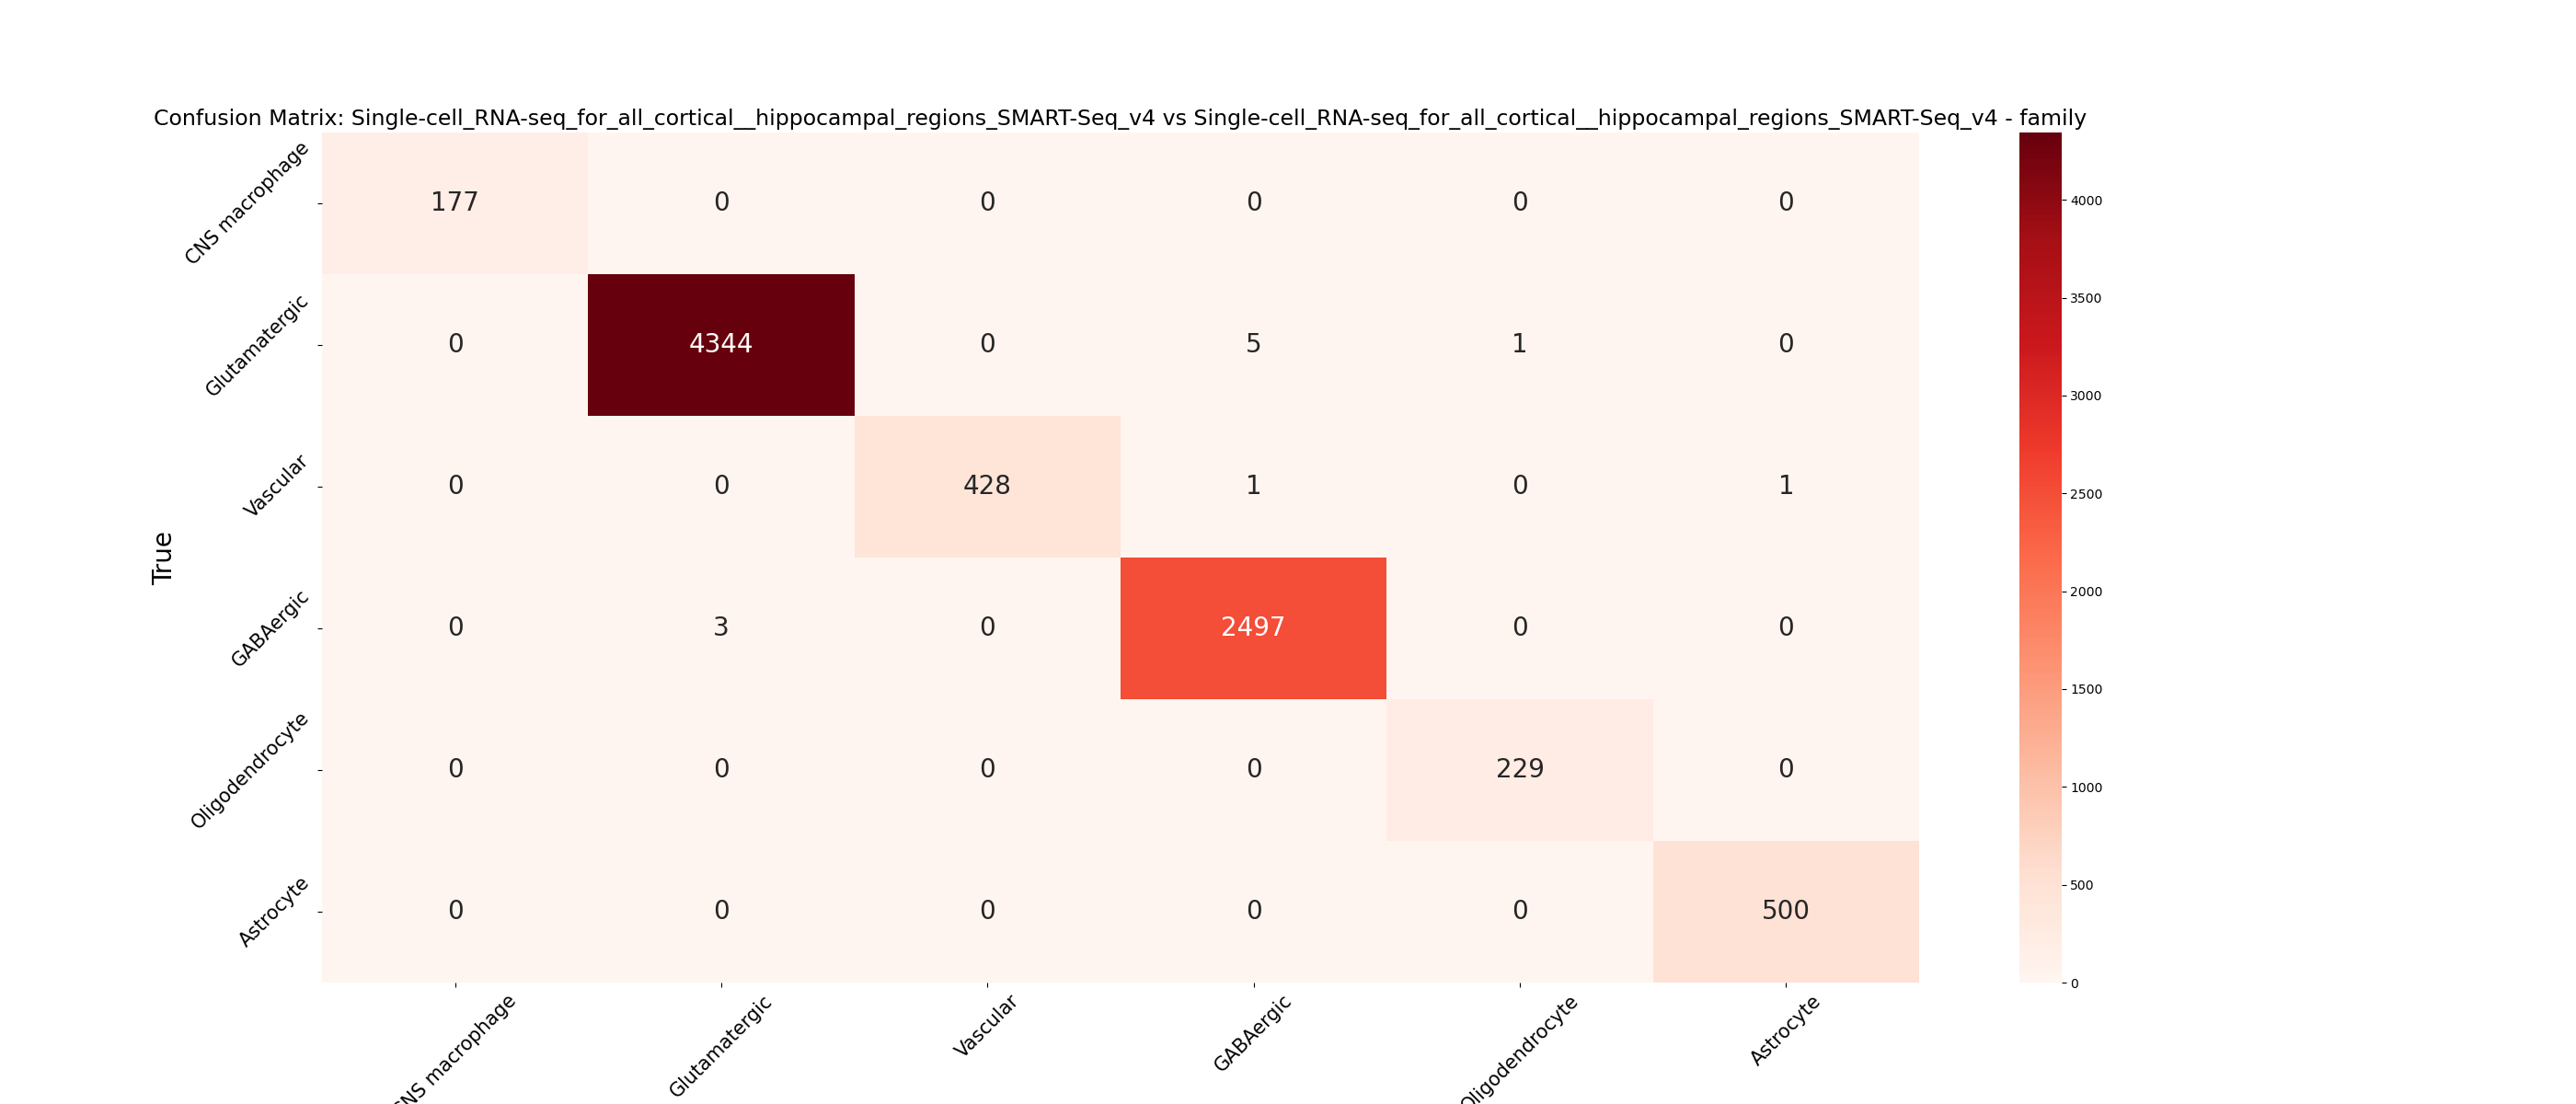 Confusion Matrix: Single-cell_RNA-seq_for_all_cortical__hippocampal_regions_SMART-Seq_v4 vs Single-cell_RNA-seq_for_all_cortical__hippocampal_regions_SMART-Seq_v4 - family
True
CNS macrophage 177 0 0 0 0 0
Glutamatergic 0 4344 0 5 1 0
Vascular 0 0 428 1 0 1
GABAergic 0 3 0 2497 0 0
Oligodendrocyte 0 0 0 0 229 0
Astrocyte 0 0 0 0 0 500
CNS macrophage Glutamatergic Vascular GABAergic Oligodendrocyte Astrocyte
4000
3500
3000
2500
2000
1500
1000
500
0